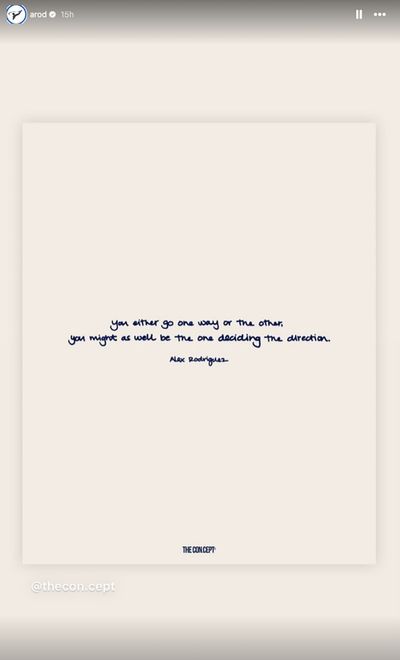 arod 15h
you either go one way or the other,
you might as well be the one deciding the direction.
Alex Rodriguez
THE CON.CEPT
@thecon.cept